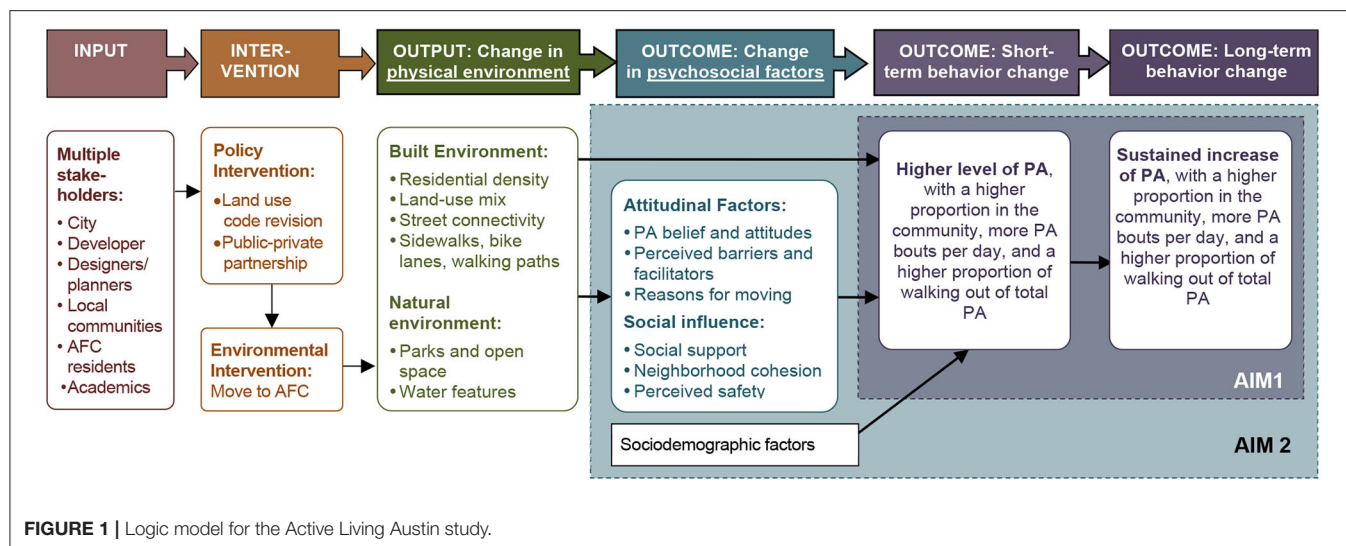 INPUT
INTER-
VENTION
OUTPUT: Change in
physical environment
OUTCOME: Change
in psychosocial factors
OUTCOME: Short-
term behavior change
OUTCOME: Long-term
behavior change
Multiple
stake-
holders:
• City
• Developer
• Designers/
planners
• Local
communities
• AFC
residents
• Academics
Policy
Intervention:
• Land use
code revision
• Public-private
partnership
Environmental
Intervention:
Move to AFC
Built Environment:
• Residential density
• Land-use mix
• Street connectivity
• Sidewalks, bike
lanes, walking paths
Natural
environment:
• Parks and open
space
• Water features
Attitudinal Factors:
• PA belief and attitudes
• Perceived barriers and
facilitators
• Reasons for moving
Social influence:
• Social support
• Neighborhood cohesion
• Perceived safety
Sociodemographic factors
Higher level of PA,
with a higher
proportion in the
community, more PA
bouts per day, and a
higher proportion of
walking out of total
PA
Sustained increase
of PA, with a higher
proportion in the
community, more PA
bouts per day, and a
higher proportion of
walking out of total
PA
AIM1
AIM 2
FIGURE 1 | Logic model for the Active Living Austin study.